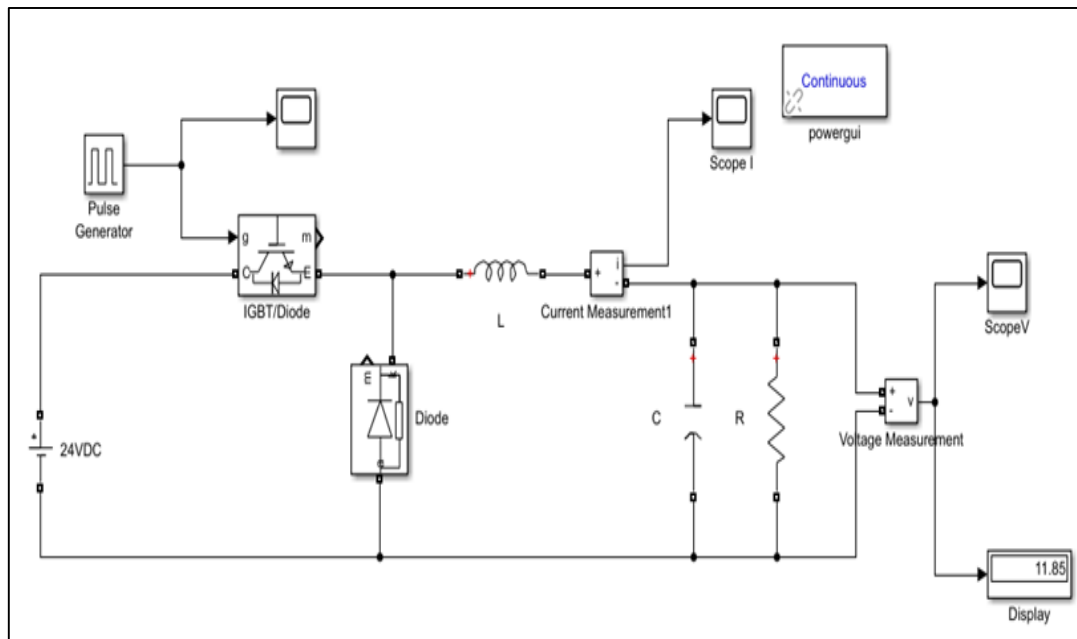 Continuous
powergui
Scope I
Pulse
Generator
g
m
C
E
IGBT/Diode
+
L
+
i
-
Current Measurement1
ScopeV
24VDC
+
m
Diode
C
R
+
-
v
Voltage Measurement
11.85
Display